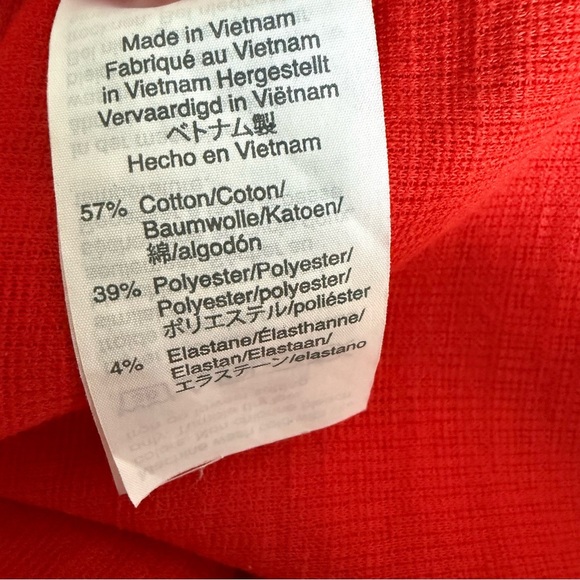 Made in Vietnam
Fabriqué au Vietnam
in Vietnam Hergestellt
Vervaardigd in Viëtnam
ベトナム製
Hecho en Vietnam
57% Cotton/Coton/
Baumwolle/Katoen/
綿/algodón
39% Polyester/Polyester/
Polyester/polyester/
ポリエステル/poliéster
4% Elastane/Élasthanne/
Elastan/Elastaan/
エラステーン/elastano